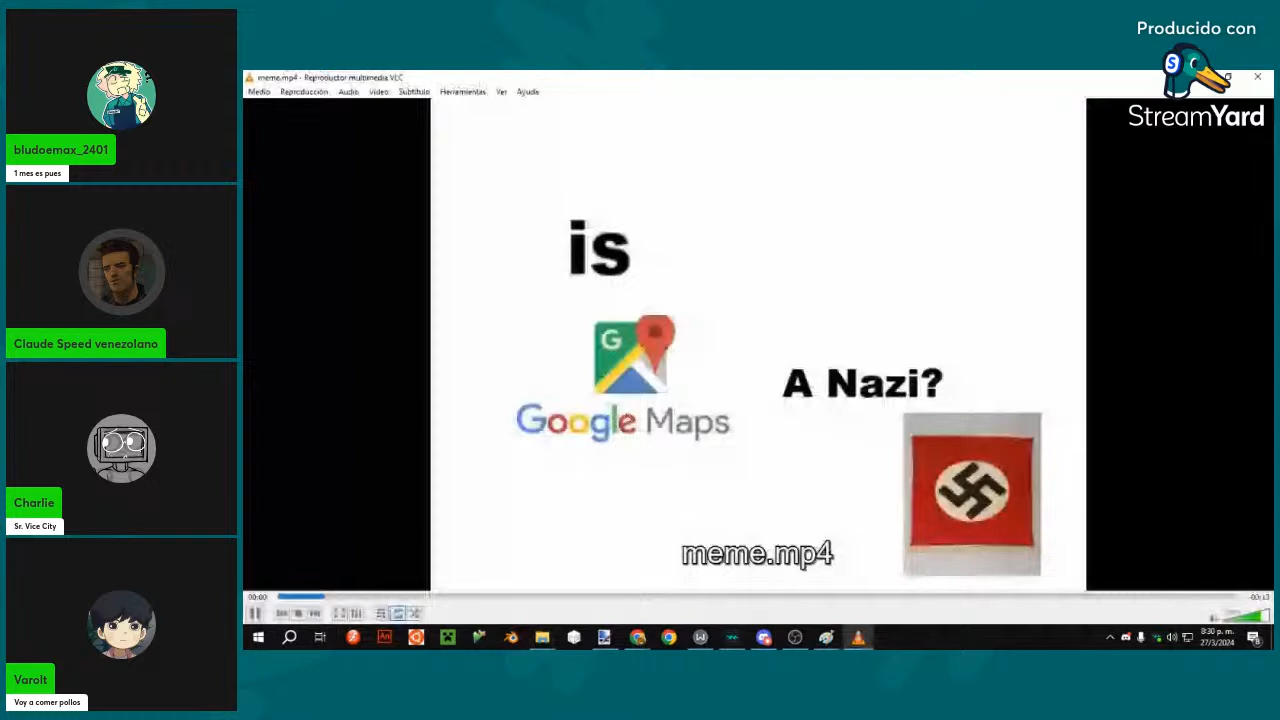 Producido con
StreamYard
bludoemax_2401
1 mes es pues
Claude Speed venezolano
Charlie
Sr. Vice City
Varolt
Voy a comer pollos
meme.mp4 - Reproductor multimedia VLC
Medio Reproducción Audio Vídeo Subtítulo Herramientas Ver Ayuda
is
G
Google Maps
A Nazi?
meme.mp4
00:00
8:30 p. m.
27/3/2024